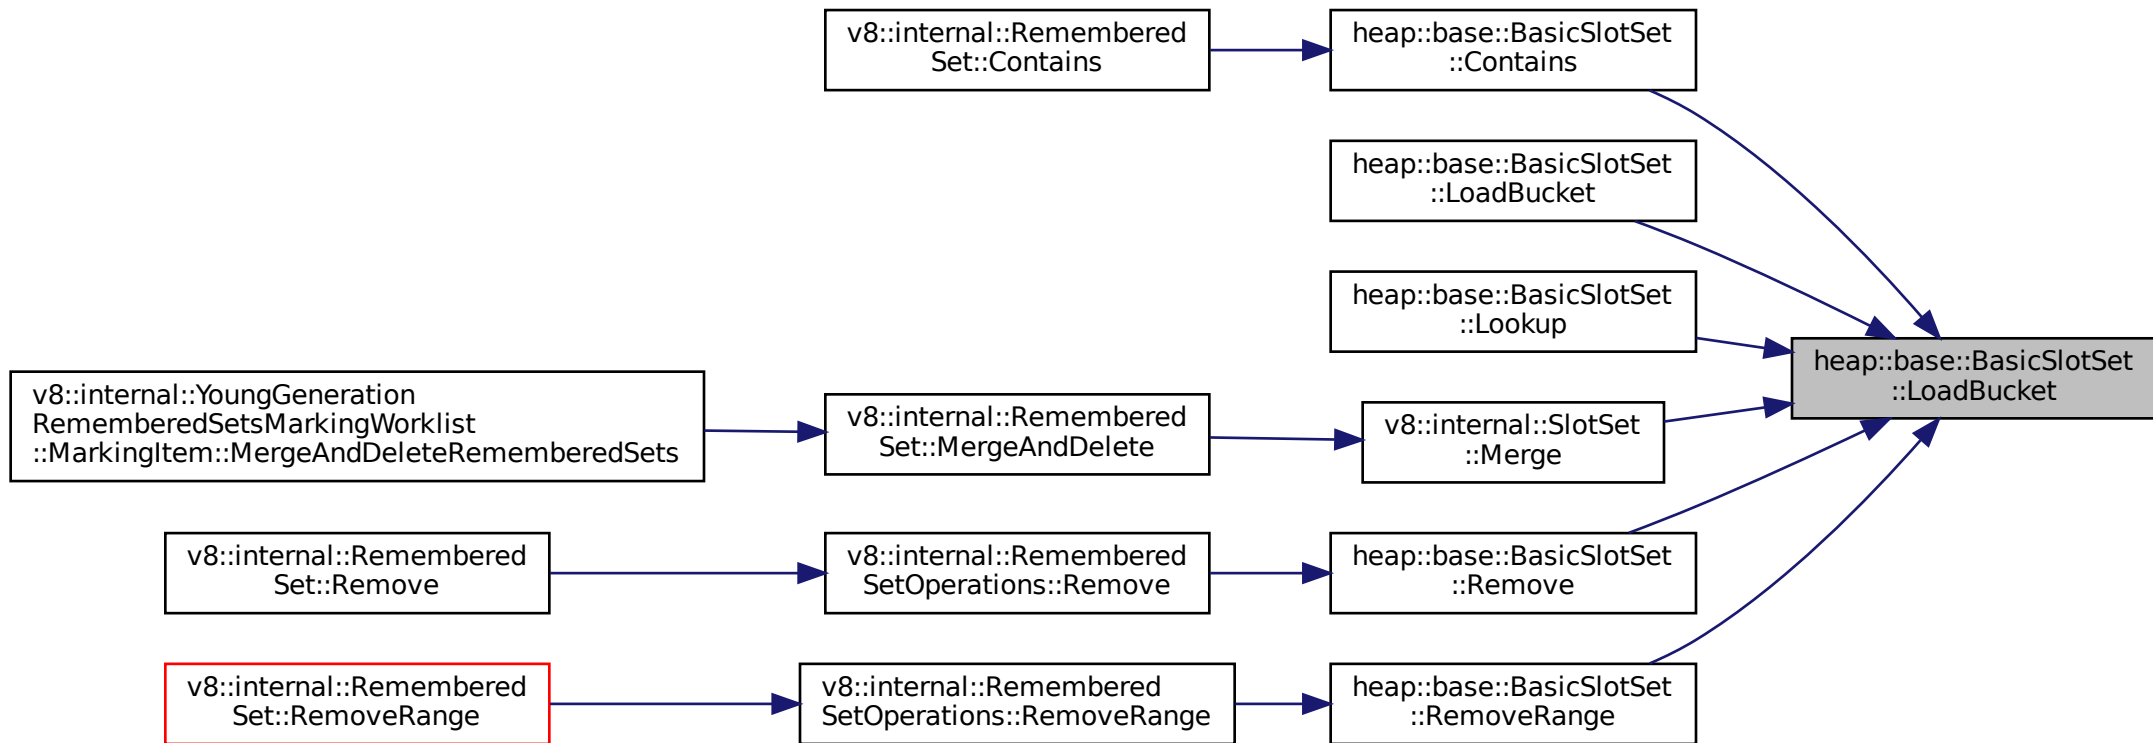 v8::internal::Remembered
Set::Contains
heap::base::BasicSlotSet
::Contains
heap::base::BasicSlotSet
::LoadBucket
heap::base::BasicSlotSet
::Lookup
heap::base::BasicSlotSet
::LoadBucket
v8::internal::YoungGeneration
RememberedSetsMarkingWorklist
::MarkingItem::MergeAndDeleteRememberedSets
v8::internal::Remembered
Set::MergeAndDelete
v8::internal::SlotSet
::Merge
v8::internal::Remembered
Set::Remove
v8::internal::Remembered
SetOperations::Remove
heap::base::BasicSlotSet
::Remove
v8::internal::Remembered
Set::RemoveRange
v8::internal::Remembered
SetOperations::RemoveRange
heap::base::BasicSlotSet
::RemoveRange